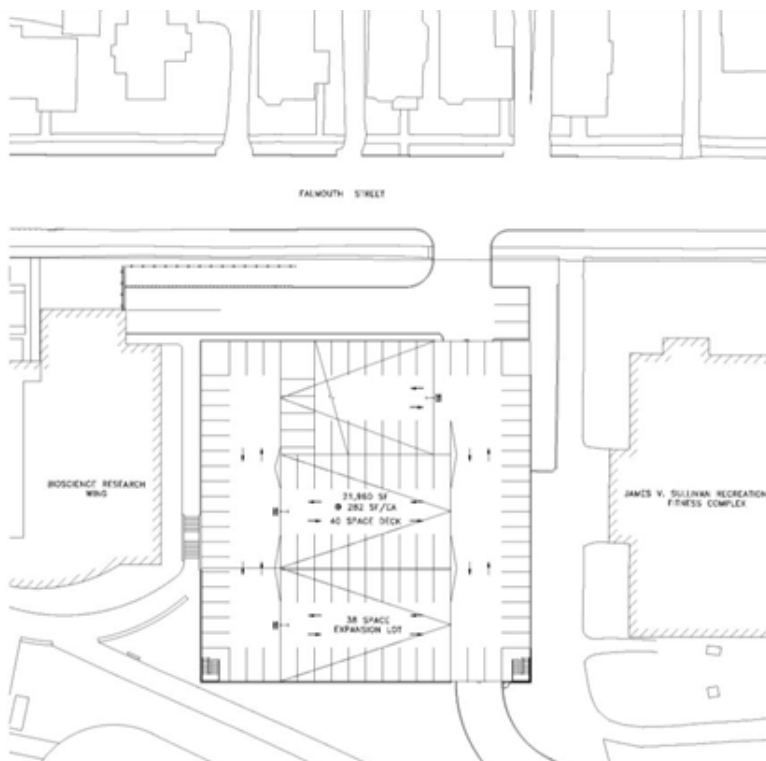 FALMOUTH STREET
BIOSCIENCE RESEARCH
WING
21,960 SF
@ 282 SF/CA
40 SPACE DECK
JAMES V. SULLIVAN RECREATION
FITNESS COMPLEX
38 SPACE
EXPANSION LOT